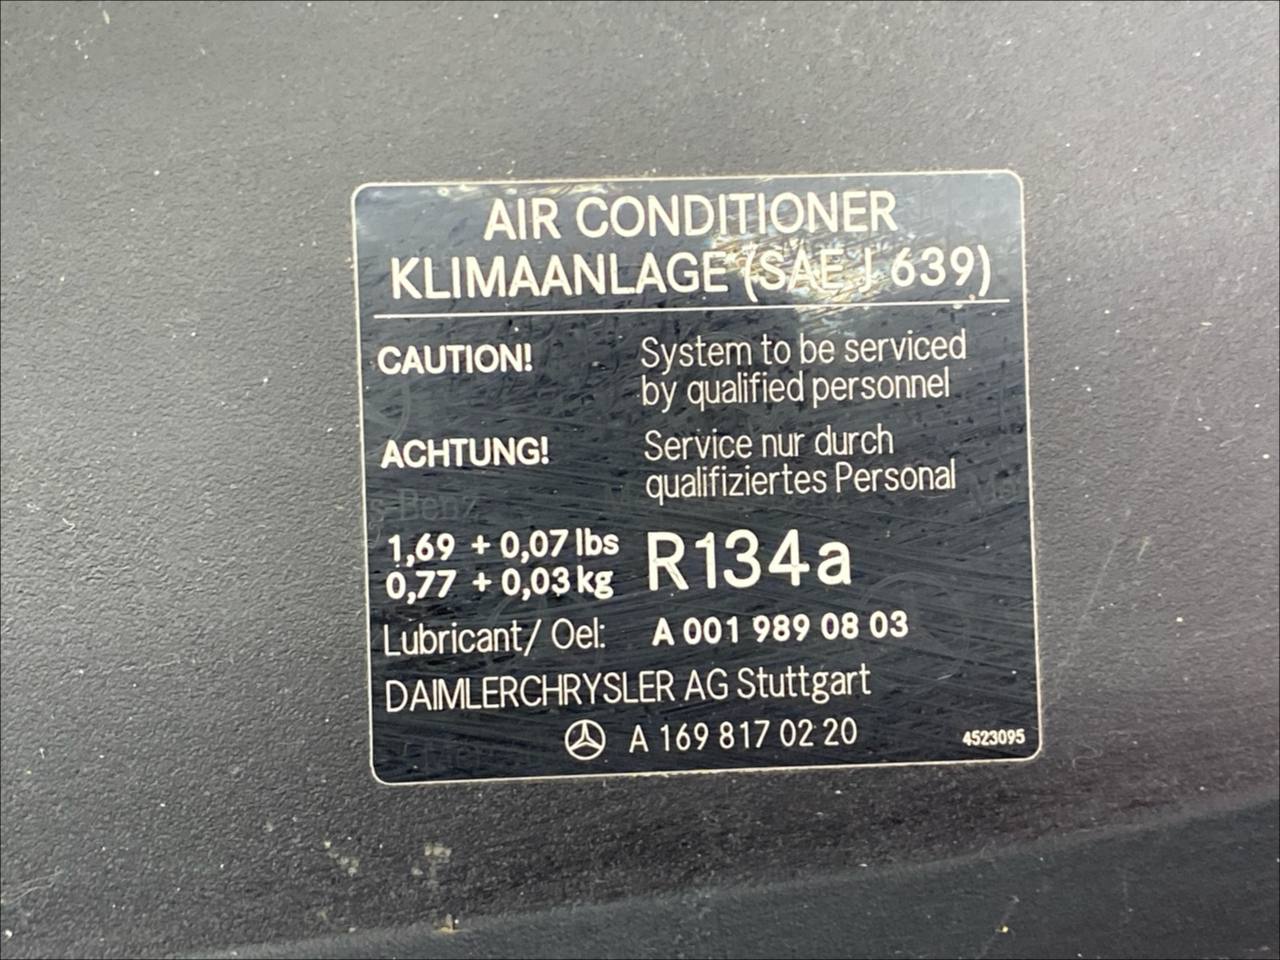 AIR CONDITIONER
KLIMAANLAGE (SAE J 639)
CAUTION! System to be serviced
by qualified personnel
ACHTUNG! Service nur durch
qualifiziertes Personal
1,69 + 0,07 lbs R134a
0,77 + 0,03 kg
Lubricant/ Oel: A 001 989 08 03
DAIMLERCHRYSLER AG Stuttgart
A 169 817 02 20 4523095